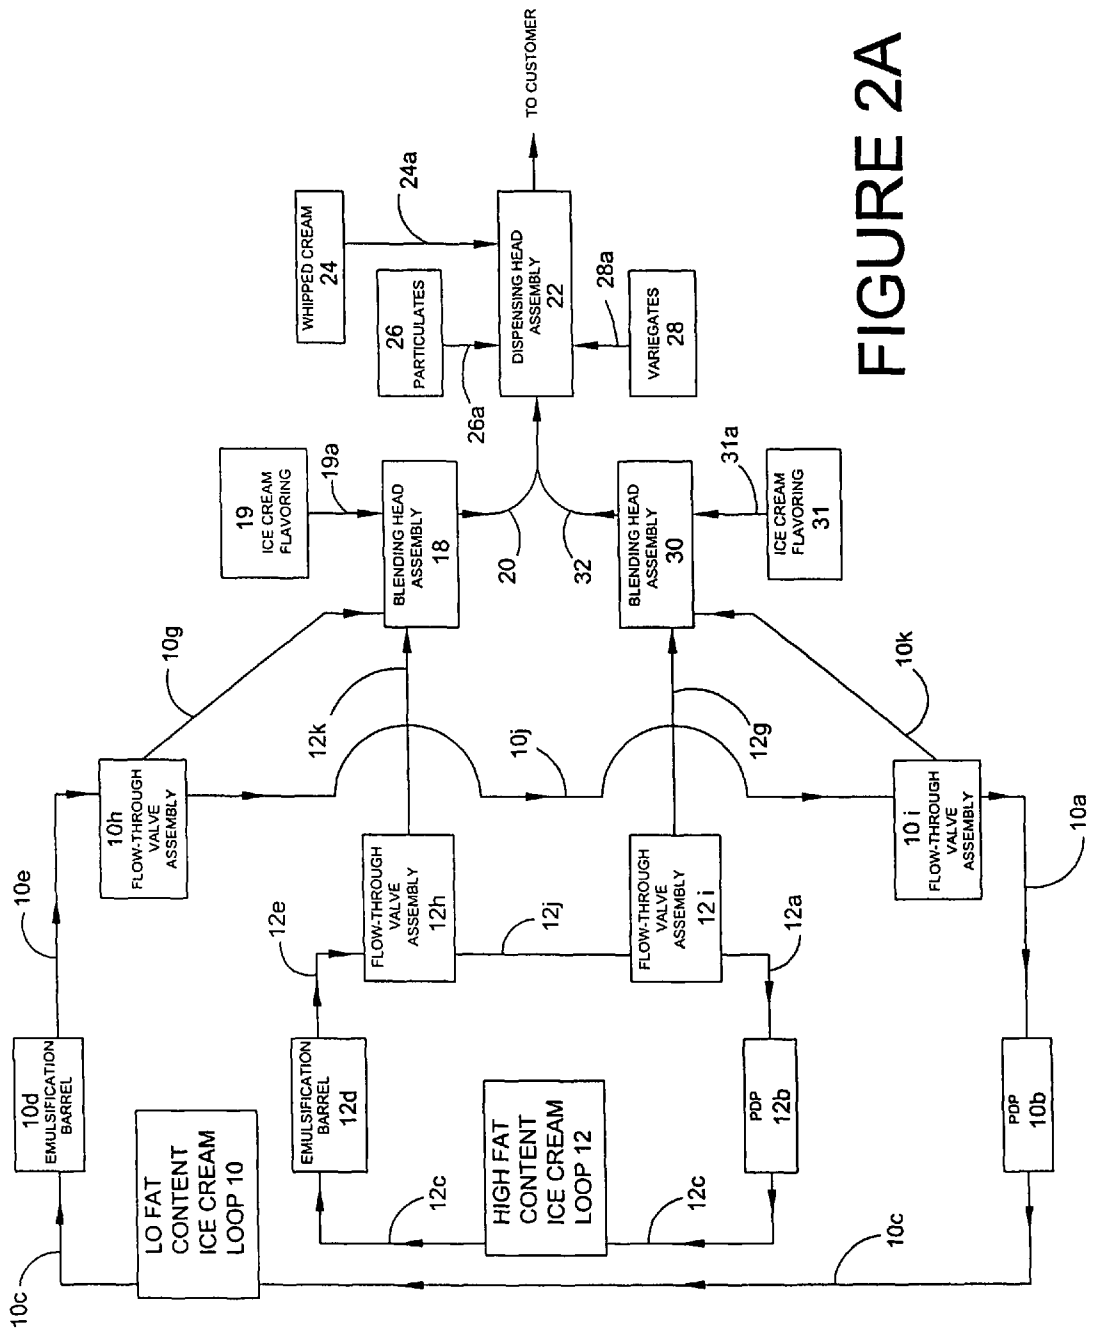 10c
LO FAT
CONTENT
ICE CREAM
LOOP 10
10d
EMULSIFICATION
BARREL
10e
10h
FLOW-THROUGH
VALVE
ASSEMBLY
10g
19
ICE CREAM
FLAVORING
19a
WHIPPED CREAM
24
24a
EMULSIFICATION
BARREL
12d
12e
FLOW-THROUGH
VALVE
ASSEMBLY
12h
12k
BLENDING HEAD
ASSEMBLY
18
26
PARTICULATES
26a
12c
HIGH FAT
CONTENT
ICE CREAM
LOOP 12
12c
12j
10j
20
32
DISPENSING HEAD
ASSEMBLY
22
TO CUSTOMER
FLOW-THROUGH
VALVE
ASSEMBLY
12 i
12g
BLENDING HEAD
ASSEMBLY
30
28a
VARIEGATES
28
PDP
12b
12a
31a
ICE CREAM
FLAVORING
31
10c
10k
10 i
FLOW-THROUGH
VALVE
ASSEMBLY
PDP
10b
10a
FIGURE 2A